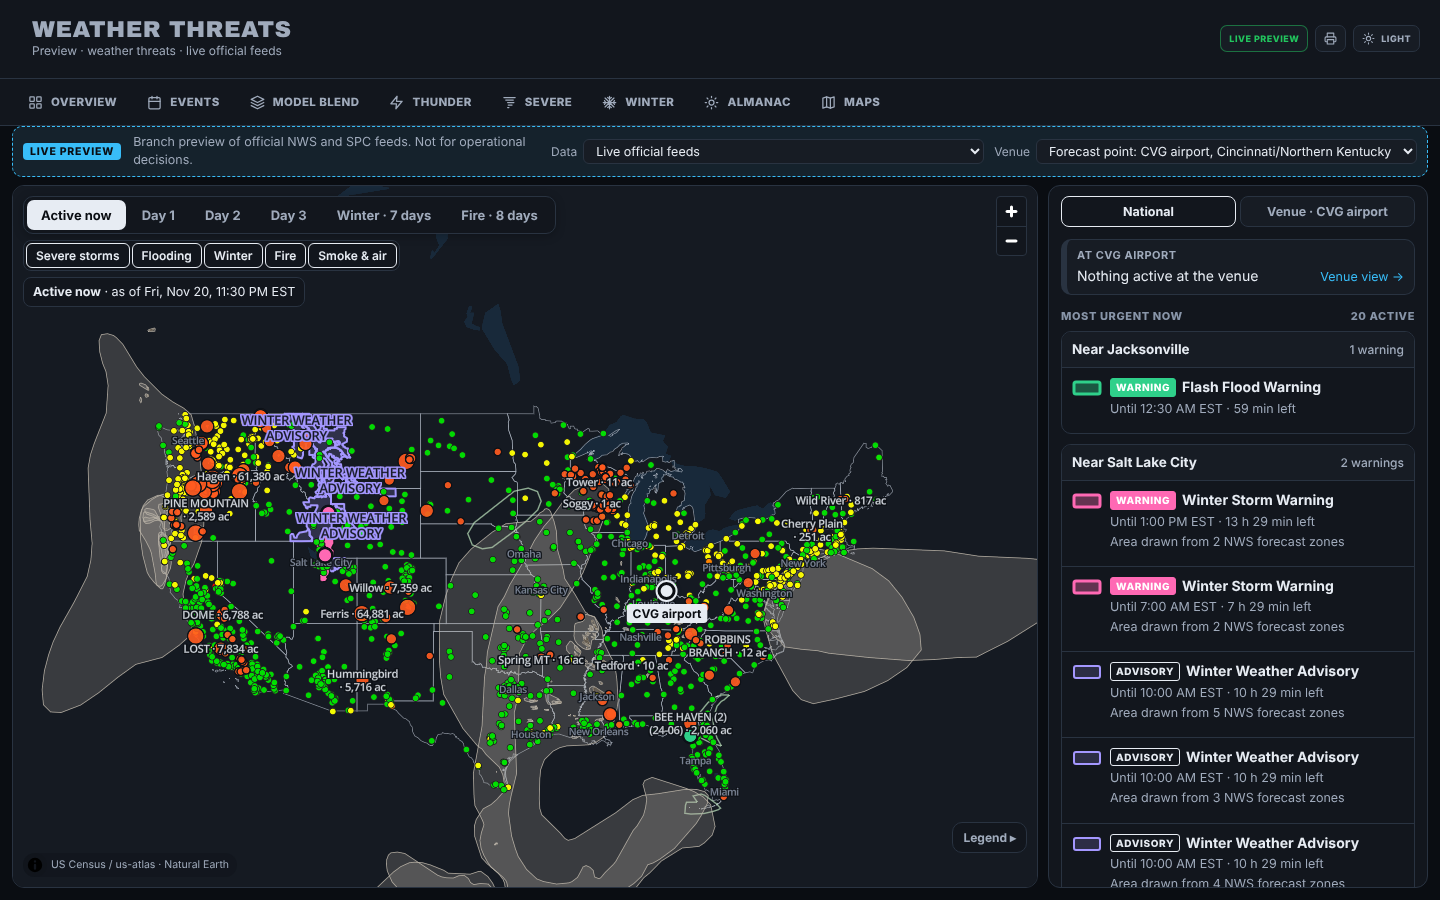 WEATHER THREATS
Preview · weather threats · live official feeds
LIVE PREVIEW
LIGHT
OVERVIEW
EVENTS
MODEL BLEND
THUNDER
SEVERE
WINTER
ALMANAC
MAPS
LIVE PREVIEW
Branch preview of official NWS and SPC feeds. Not for operational
decisions.
Data
Live official feeds
Venue
Forecast point: CVG airport, Cincinnati/Northern Kentucky
Active now
Day 1
Day 2
Day 3
Winter · 7 days
Fire · 8 days
Severe storms
Flooding
Winter
Fire
Smoke & air
Active now · as of Fri, Nov 20, 11:30 PM EST
+
−
WINTER WEATHER
ADVISORY
Seattle
Hagen · 61,380 ac
WINTER WEATHER
ADVISORY
PINE MOUNTAIN
· 2,589 ac
WINTER WEATHER
ADVISORY
Salt Lake City
Willow · 7,359 ac
Ferris · 64,881 ac
DOME · 6,788 ac
LOST · 7,834 ac
Hummingbird
· 5,716 ac
Tower · 11 ac
Wild River · 817 ac
Cherry Plain
· 251 ac
Chicago
Detroit
Omaha
Pittsburgh
New York
Kansas City
Indianapolis
Washington
CVG airport
Nashville
ROBBINS
BRANCH · 12 ac
Spring MT · 16 ac
Tedford · 10 ac
Dallas
Jackson
Houston
New Orleans
BEE HAVEN (2)
(24-06) · 2,060 ac
Tampa
Miami
Legend ▸
US Census / us-atlas · Natural Earth
National
Venue · CVG airport
AT CVG AIRPORT
Nothing active at the venue
Venue view →
MOST URGENT NOW
20 ACTIVE
Near Jacksonville
1 warning
WARNING Flash Flood Warning
Until 12:30 AM EST · 59 min left
Near Salt Lake City
2 warnings
WARNING Winter Storm Warning
Until 1:00 PM EST · 13 h 29 min left
Area drawn from 2 NWS forecast zones
WARNING Winter Storm Warning
Until 7:00 AM EST · 7 h 29 min left
Area drawn from 2 NWS forecast zones
ADVISORY Winter Weather Advisory
Until 10:00 AM EST · 10 h 29 min left
Area drawn from 5 NWS forecast zones
ADVISORY Winter Weather Advisory
Until 10:00 AM EST · 10 h 29 min left
Area drawn from 3 NWS forecast zones
ADVISORY Winter Weather Advisory
Until 10:00 AM EST · 10 h 29 min left
Area drawn from 4 NWS forecast zones